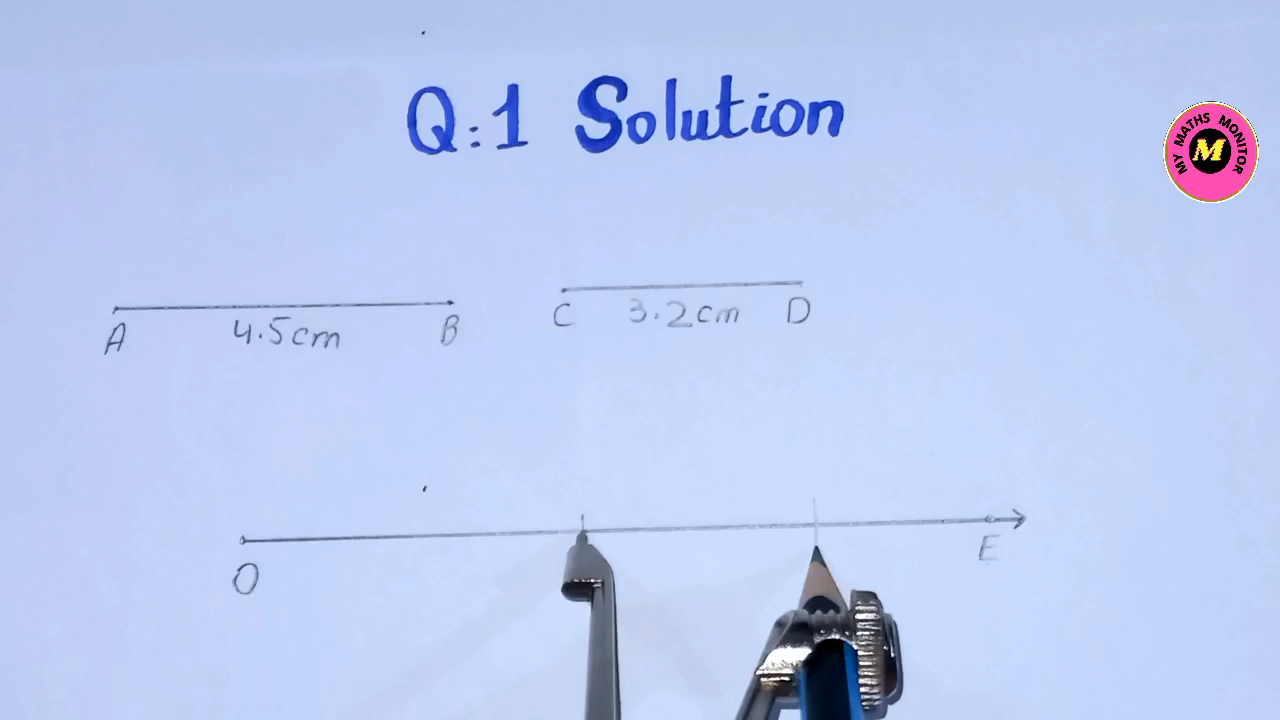 Q:1 Solution
MY MATHS MONITOR
M
A 4.5cm B
C 3.2cm D
O E